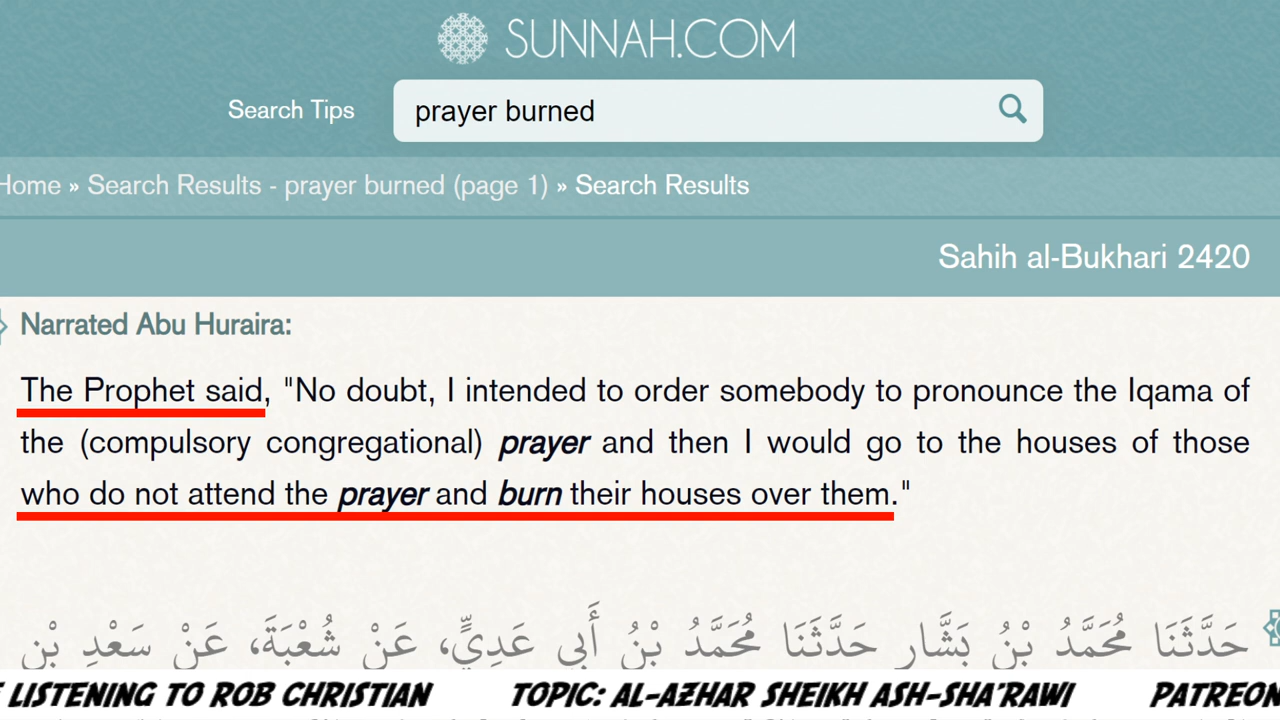 SUNNAH.COM
Search Tips
prayer burned
Home » Search Results - prayer burned (page 1) » Search Results
Sahih al-Bukhari 2420
Narrated Abu Huraira:
The Prophet said, "No doubt, I intended to order somebody to pronounce the Iqama of
the (compulsory congregational) prayer and then I would go to the houses of those
who do not attend the prayer and burn their houses over them."
حَدَّثَنَا مُحَمَّدُ بْنُ بَشَّارٍ حَدَّثَنَا مُحَمَّدُ بْنُ أَبِي عَدِيٍّ، عَنْ شُعْبَةَ، عَنْ سَعْدِ بْنِ
LISTENING TO ROB CHRISTIAN TOPIC: AL-AZHAR SHEIKH ASH-SHA'RAWI PATREON